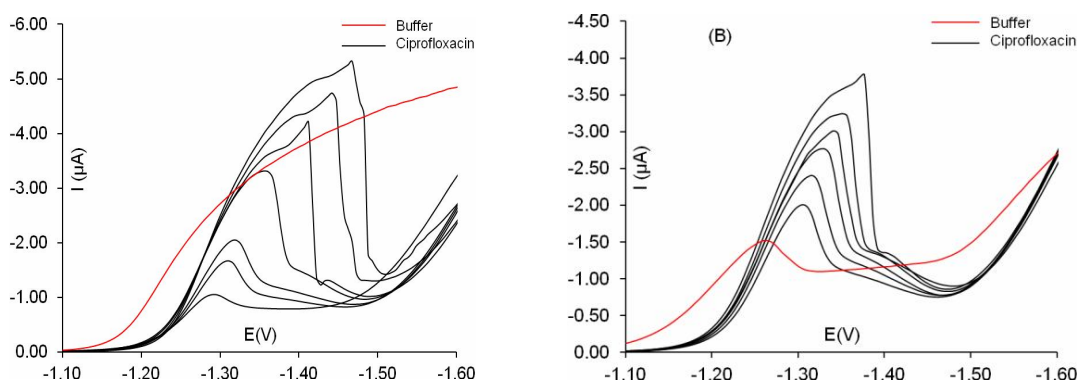 -6.00
-5.00
-4.00
-3.00
-2.00
-1.00
0.00
I (µA)
Buffer
Ciprofloxacin
E(V)
-1.10 -1.20 -1.30 -1.40 -1.50 -1.60
-4.50
-4.00
-3.50
-3.00
-2.50
-2.00
-1.50
-1.00
-0.50
-0.00
I (µA)
(B)
Buffer
Ciprofloxacin
E(V)
-1.10 -1.20 -1.30 -1.40 -1.50 -1.60